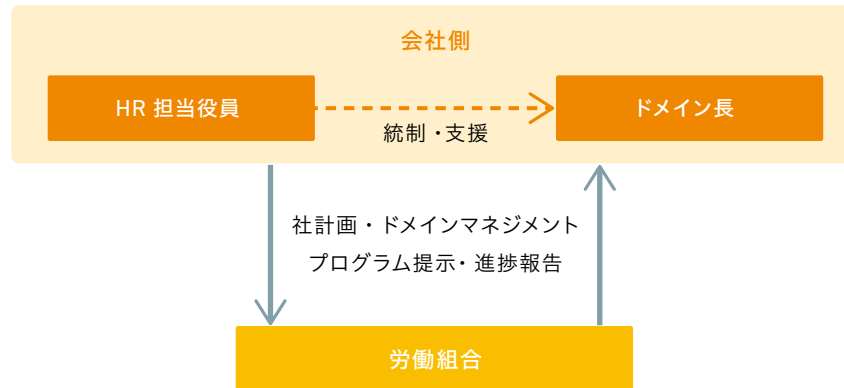 会社側
HR 担当役員
ドメイン長
統制・支援
社計画・ドメインマネジメント
プログラム提示・進捗報告
労働組合